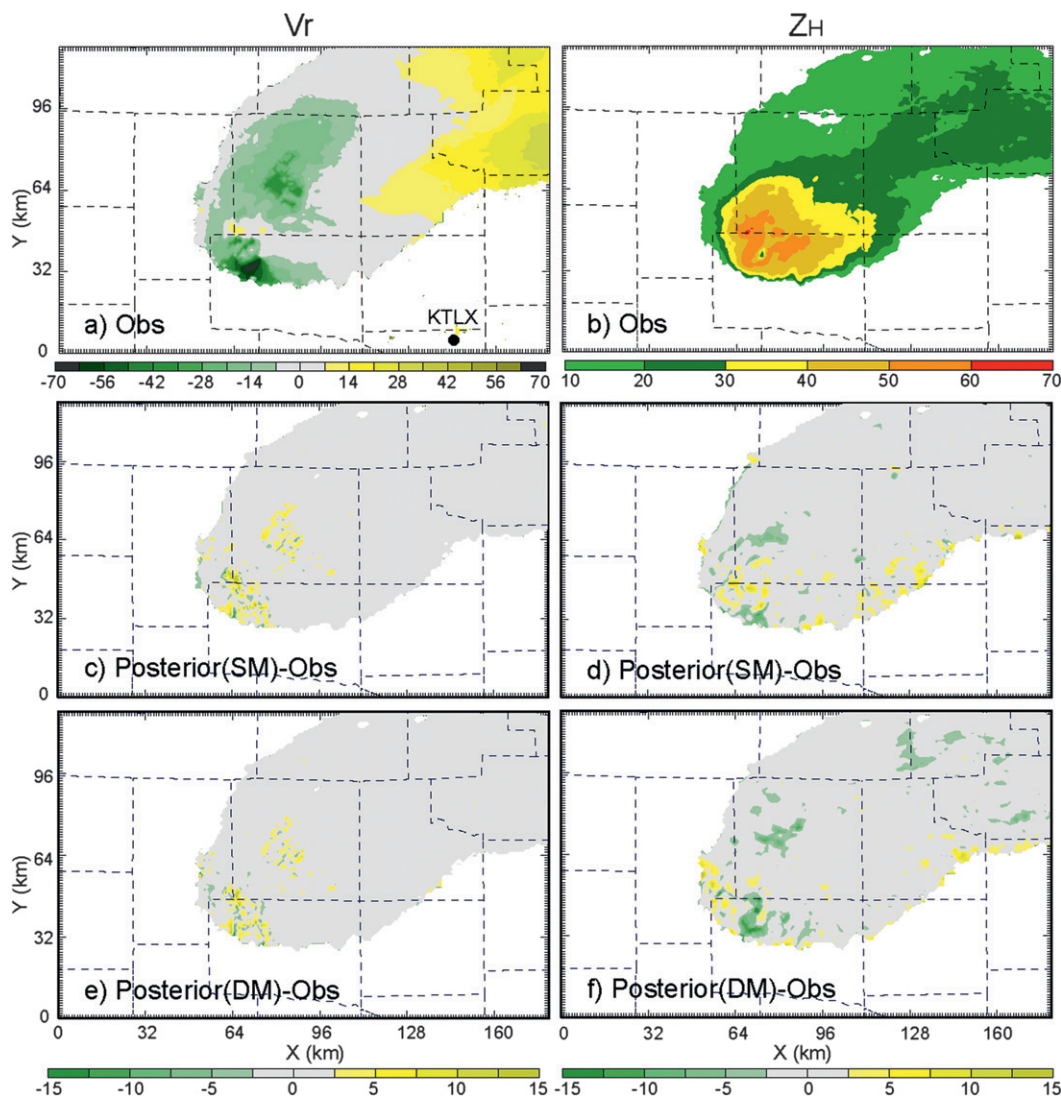 Vr
ZH
Y (km)
96
64
32
0
a) Obs
KTLX
b) Obs
-70 -56 -42 -28 -14 0 14 28 42 56 70
10 20 30 40 50 60 70
Y (km)
96
64
32
0
c) Posterior(SM)-Obs
d) Posterior(SM)-Obs
Y (km)
96
64
32
0
e) Posterior(DM)-Obs
f) Posterior(DM)-Obs
0 32 64 96 128 160
0 32 64 96 128 160
X (km)
X (km)
-15 -10 -5 0 5 10 15
-15 -10 -5 0 5 10 15